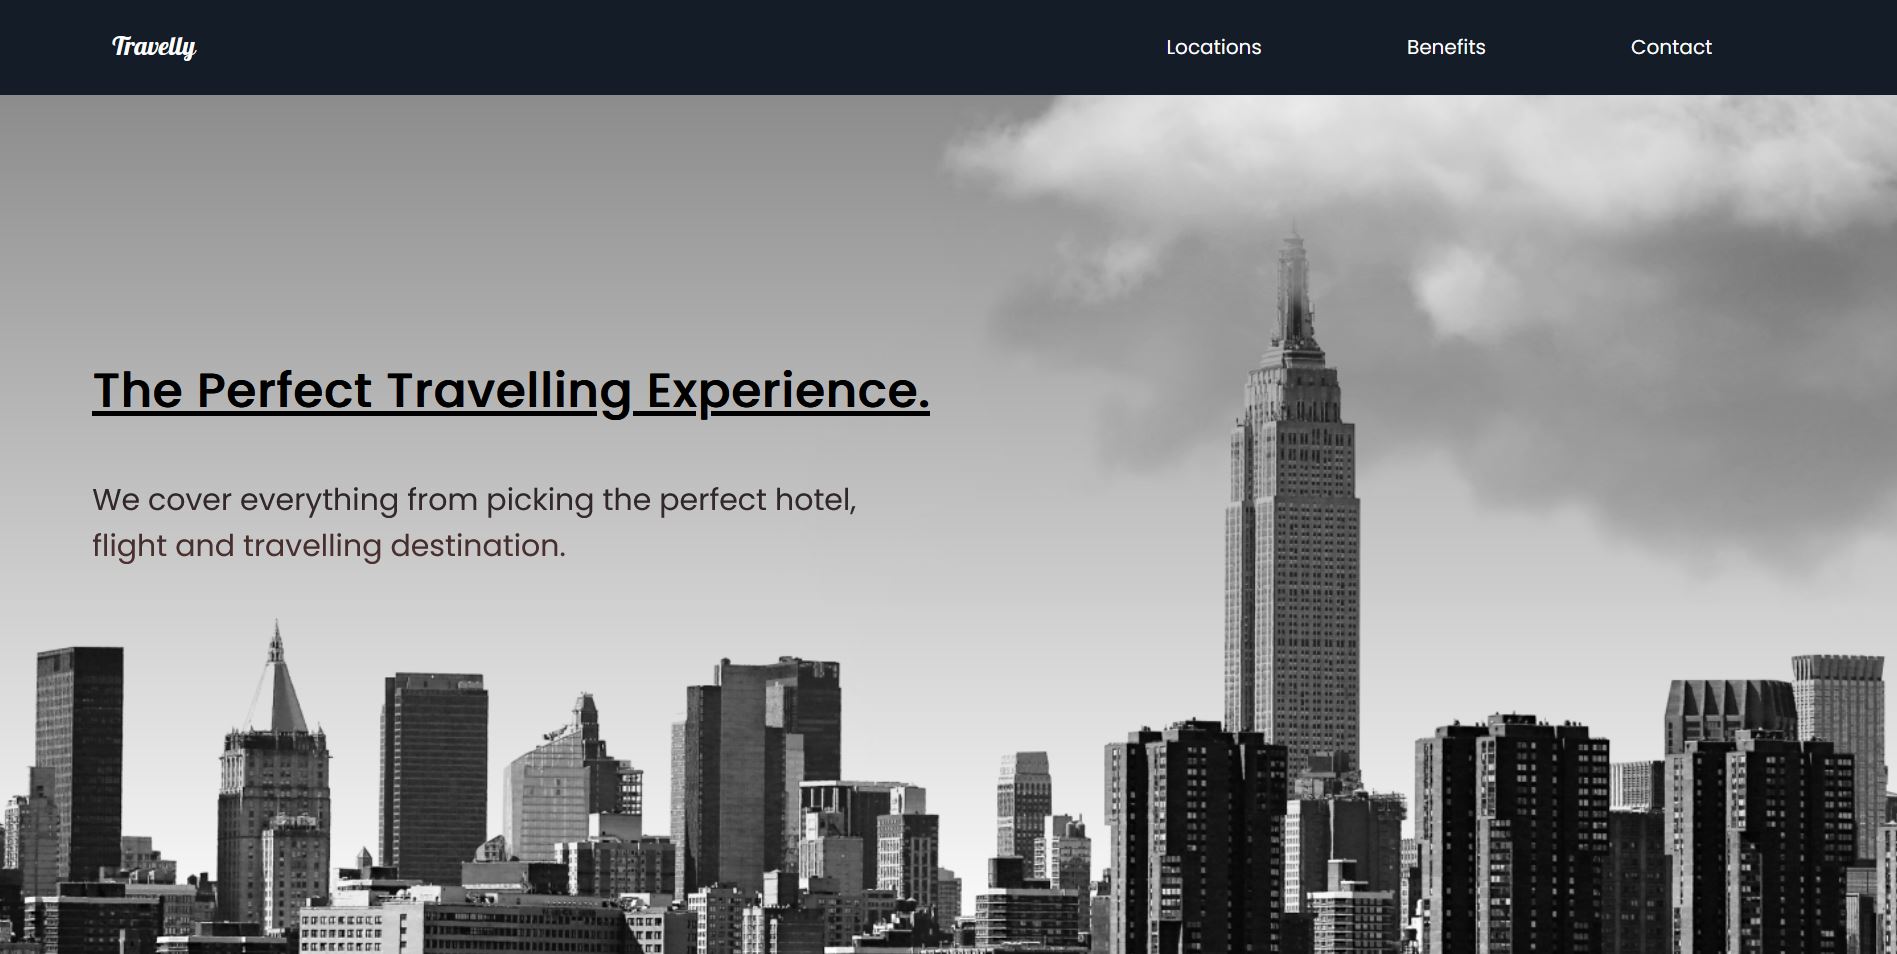 Travelly
Locations
Benefits
Contact
The Perfect Travelling Experience.
We cover everything from picking the perfect hotel,
flight and travelling destination.